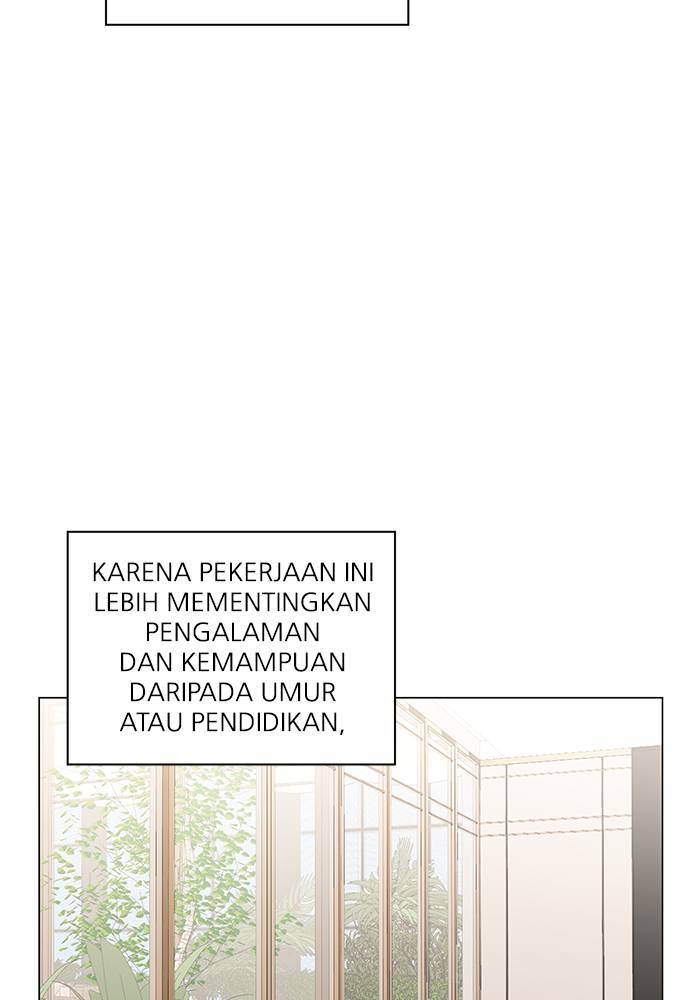 KARENA PEKERJAAN INI
LEBIH MEMENTINGKAN
PENGALAMAN
DAN KEMAMPUAN
DARIPADA UMUR
ATAU PENDIDIKAN,